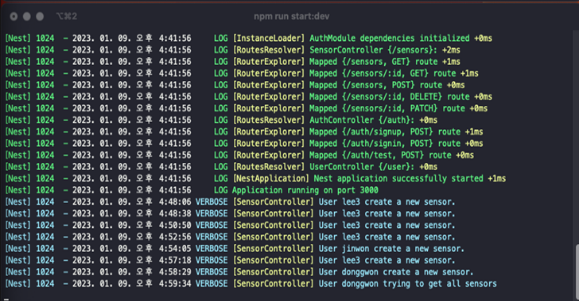 npm run start:dev
⌥⌘2
[Nest] 1024  - 2023. 01. 09. 오후 4:41:56     LOG [InstanceLoader] AuthModule dependencies initialized +0ms
[Nest] 1024  - 2023. 01. 09. 오후 4:41:56     LOG [RoutesResolver] SensorController {/sensors}: +2ms
[Nest] 1024  - 2023. 01. 09. 오후 4:41:56     LOG [RouterExplorer] Mapped {/sensors, GET} route +1ms
[Nest] 1024  - 2023. 01. 09. 오후 4:41:56     LOG [RouterExplorer] Mapped {/sensors/:id, GET} route +1ms
[Nest] 1024  - 2023. 01. 09. 오후 4:41:56     LOG [RouterExplorer] Mapped {/sensors, POST} route +0ms
[Nest] 1024  - 2023. 01. 09. 오후 4:41:56     LOG [RouterExplorer] Mapped {/sensors/:id, DELETE} route +0ms
[Nest] 1024  - 2023. 01. 09. 오후 4:41:56     LOG [RouterExplorer] Mapped {/sensors/:id, PATCH} route +0ms
[Nest] 1024  - 2023. 01. 09. 오후 4:41:56     LOG [RoutesResolver] AuthController {/auth}: +0ms
[Nest] 1024  - 2023. 01. 09. 오후 4:41:56     LOG [RouterExplorer] Mapped {/auth/signup, POST} route +1ms
[Nest] 1024  - 2023. 01. 09. 오후 4:41:56     LOG [RouterExplorer] Mapped {/auth/signin, POST} route +0ms
[Nest] 1024  - 2023. 01. 09. 오후 4:41:56     LOG [RouterExplorer] Mapped {/auth/test, POST} route +0ms
[Nest] 1024  - 2023. 01. 09. 오후 4:41:56     LOG [RoutesResolver] UserController {/user}: +0ms
[Nest] 1024  - 2023. 01. 09. 오후 4:41:56     LOG [NestApplication] Nest application successfully started +1ms
[Nest] 1024  - 2023. 01. 09. 오후 4:41:56     LOG Application running on port 3000
[Nest] 1024  - 2023. 01. 09. 오후 4:48:06 VERBOSE [SensorController] User lee3 create a new sensor.
[Nest] 1024  - 2023. 01. 09. 오후 4:48:38 VERBOSE [SensorController] User lee3 create a new sensor.
[Nest] 1024  - 2023. 01. 09. 오후 4:50:50 VERBOSE [SensorController] User lee3 create a new sensor.
[Nest] 1024  - 2023. 01. 09. 오후 4:52:56 VERBOSE [SensorController] User lee3 create a new sensor.
[Nest] 1024  - 2023. 01. 09. 오후 4:54:05 VERBOSE [SensorController] User jinwon create a new sensor.
[Nest] 1024  - 2023. 01. 09. 오후 4:57:18 VERBOSE [SensorController] User lee3 create a new sensor.
[Nest] 1024  - 2023. 01. 09. 오후 4:58:29 VERBOSE [SensorController] User donggwon create a new sensor.
[Nest] 1024  - 2023. 01. 09. 오후 4:59:34 VERBOSE [SensorController] User donggwon trying to get all sensors